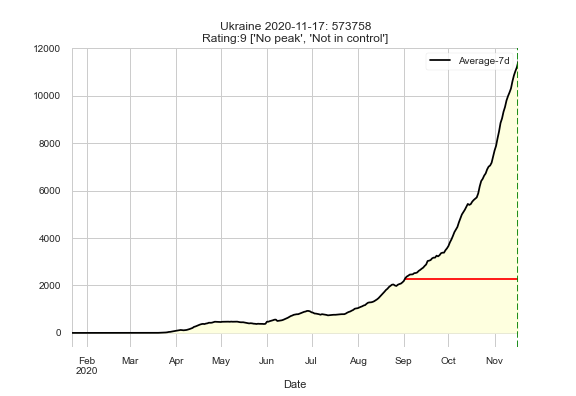 Ukraine 2020-11-17: 573758
Rating:9 ['No peak', 'Not in control']
Average-7d
12000
10000
8000
6000
4000
2000
0
Feb Mar Apr May Jun Jul Aug Sep Oct Nov
2020
Date